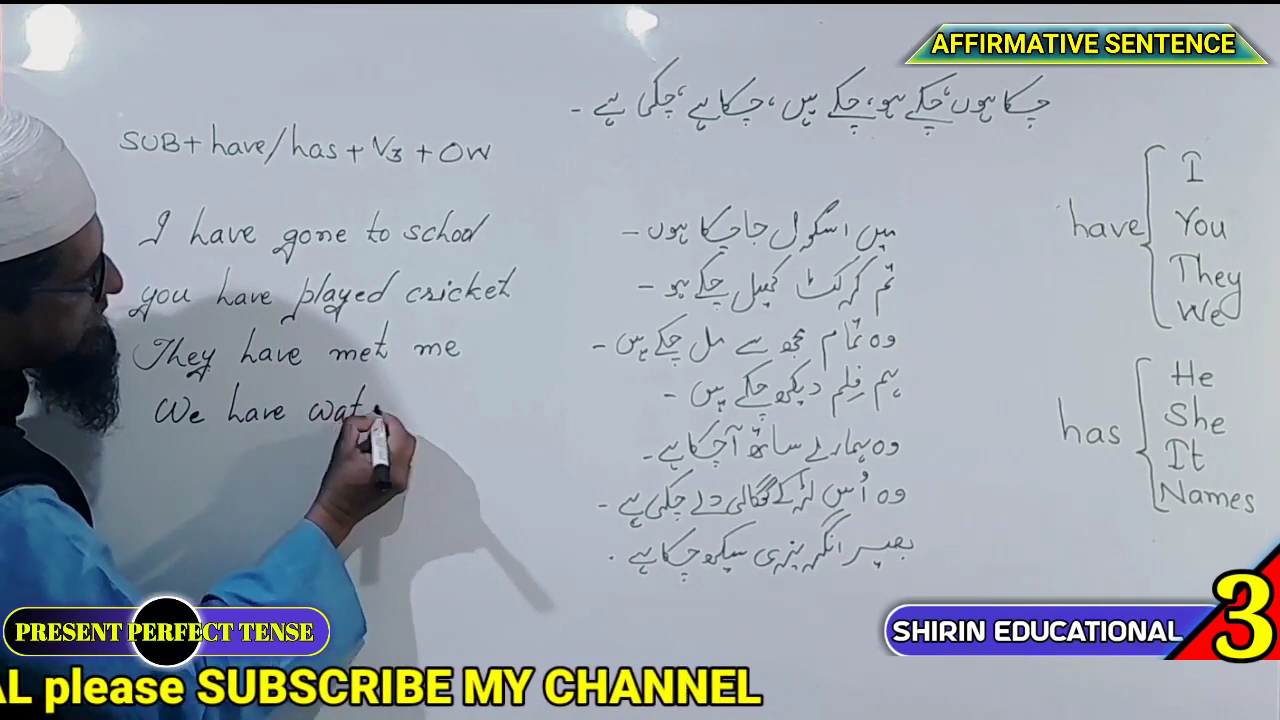 AFFIRMATIVE SENTENCE
چکا ہوں، چکے ہو، چکے ہیں، چکا ہے، چکی ہے -
SUB + have/has + V3 + OW
I have gone to school
you have played cricket
They have met me
We have wat
میں اسکول جا چکا ہوں -
تم کرکٹ کھیل چکے ہو -
وہ تمام مجھ سے مل چکے ہیں -
ہم فلم دیکھ چکے ہیں -
وہ ہمارے ساتھ آ چکا ہے -
وہ اُس لڑکے گالی دے چکی ہے -
انگریزی سیکھ چکا ہے -
have
I
You
They
We
has
He
She
It
Names
PRESENT PERFECT TENSE
SHIRIN EDUCATIONAL
3
AL please SUBSCRIBE MY CHANNEL